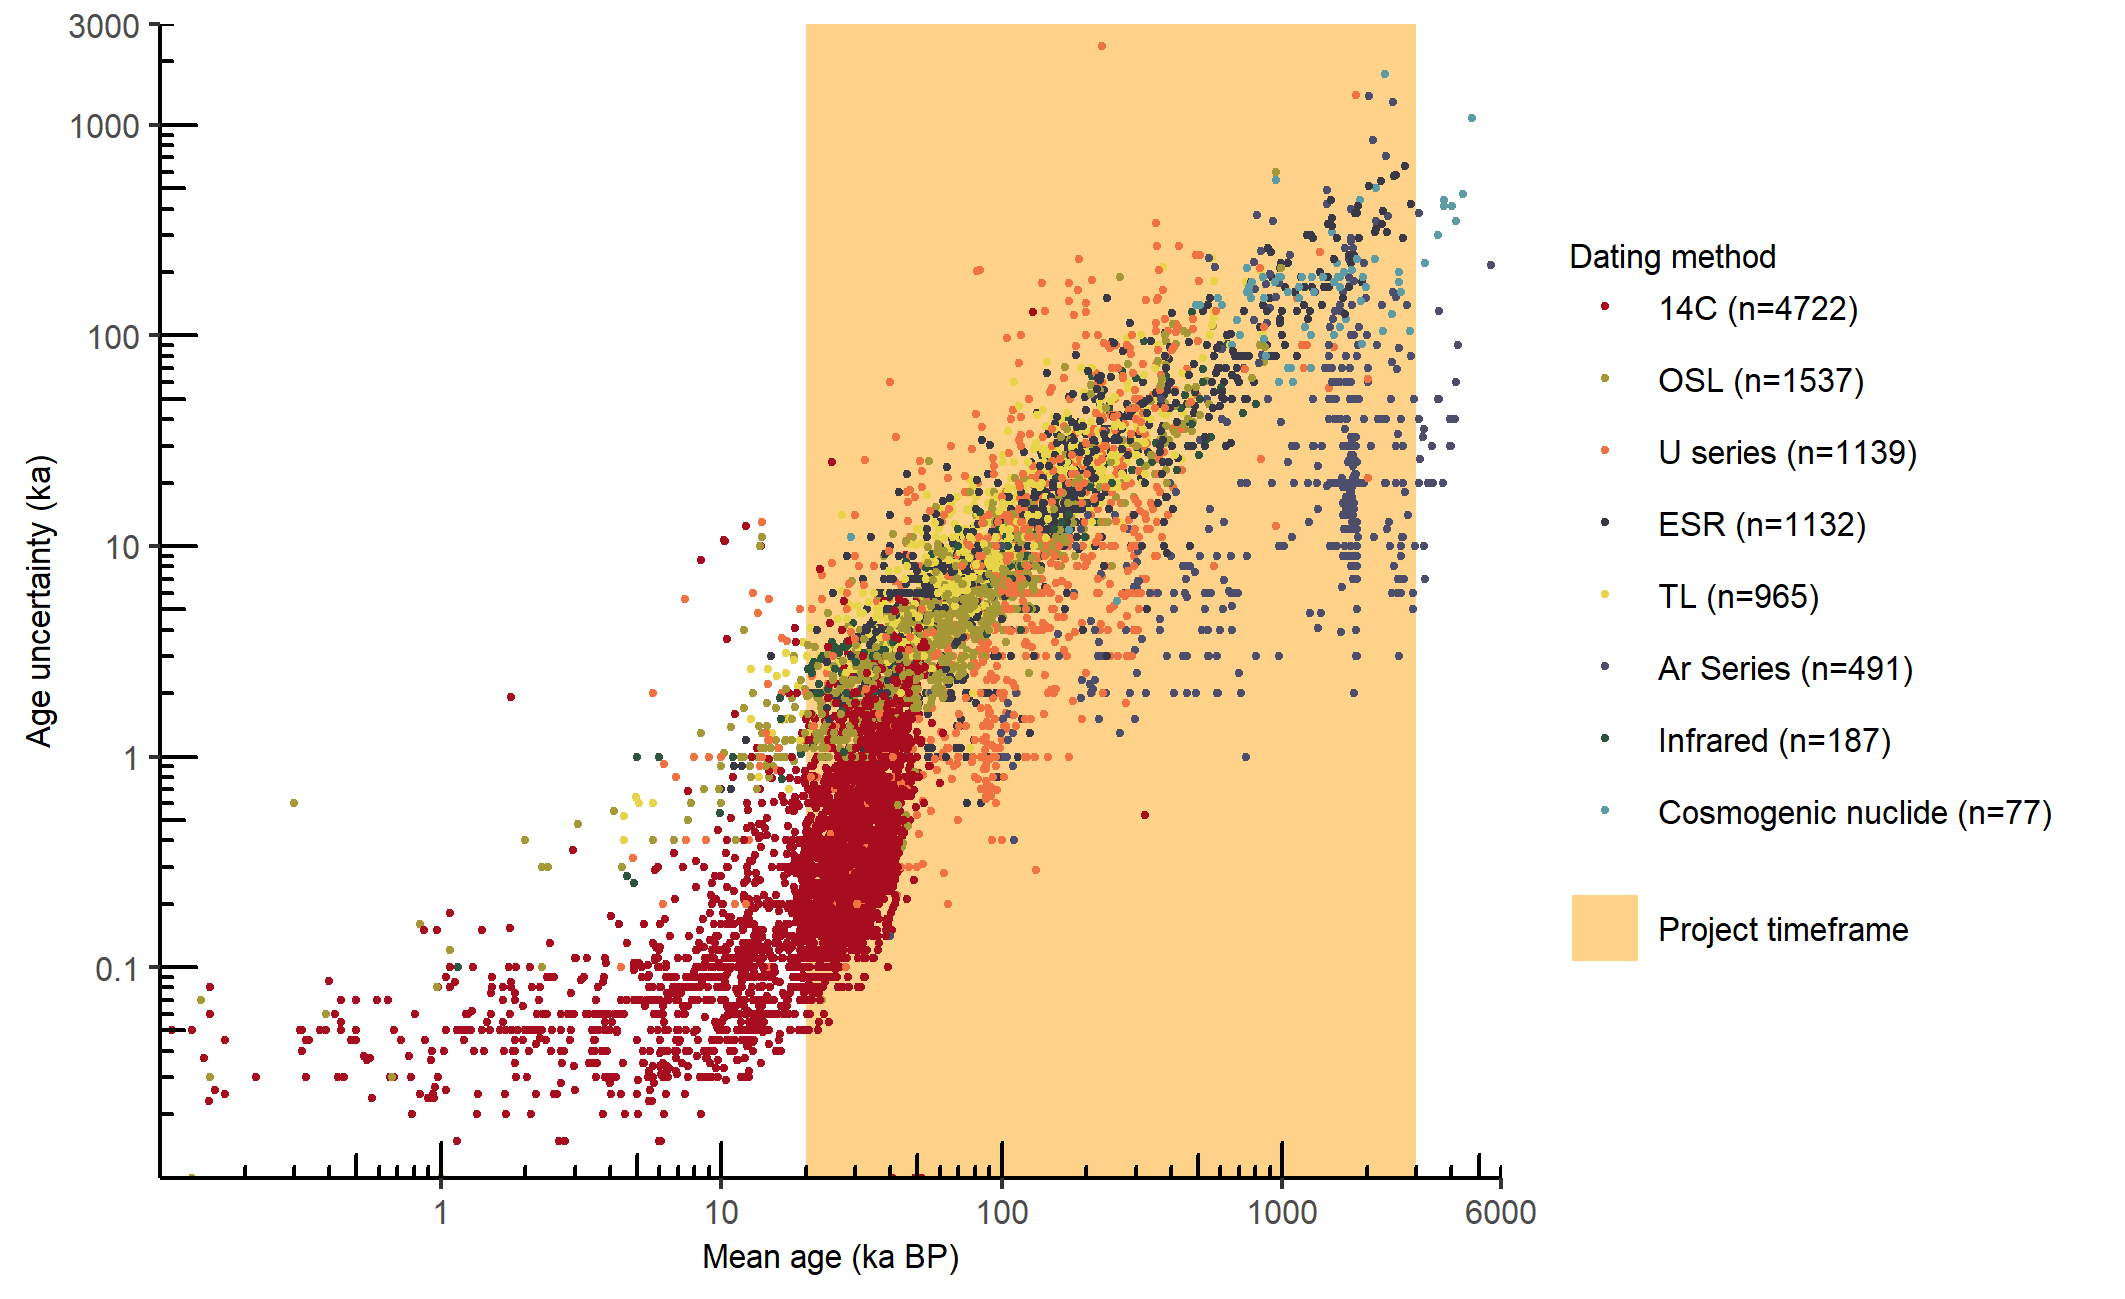 3000
1000
100
10
1
0.1
Age uncertainty (ka)
1
10
100
1000
6000
Mean age (ka BP)
Dating method
14C (n=4722)
OSL (n=1537)
U series (n=1139)
ESR (n=1132)
TL (n=965)
Ar Series (n=491)
Infrared (n=187)
Cosmogenic nuclide (n=77)
Project timeframe